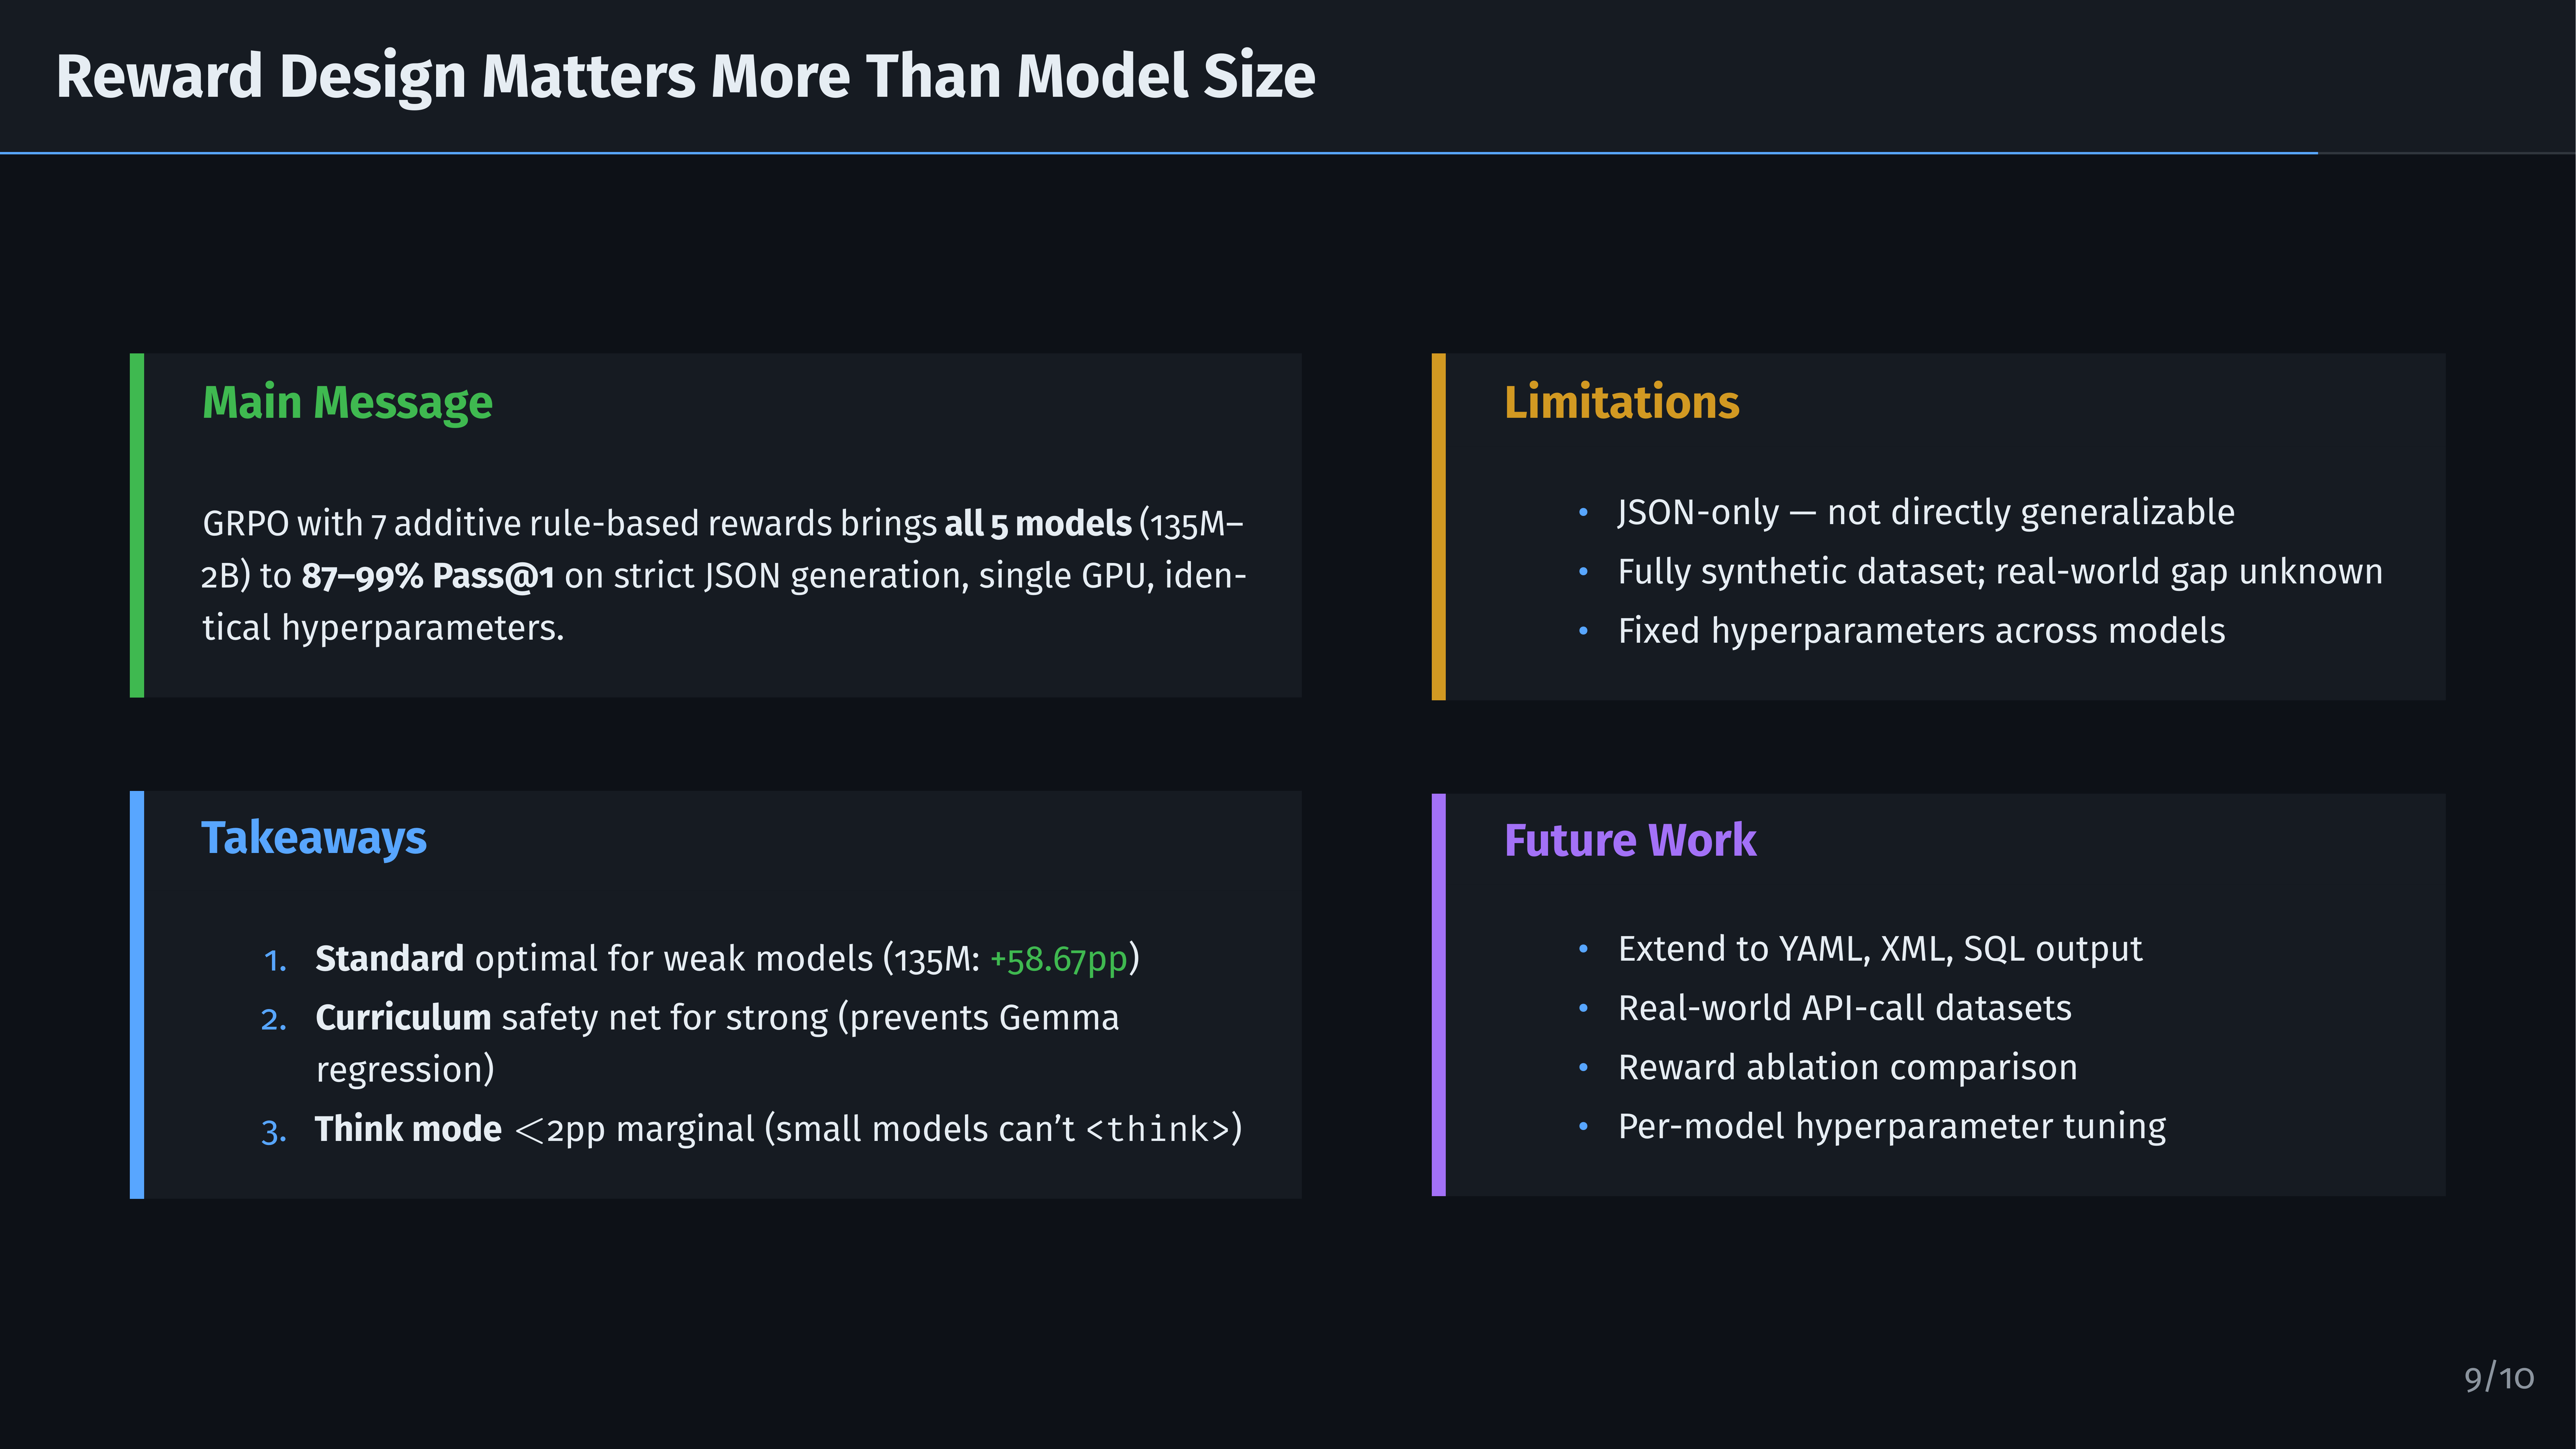 Reward Design Matters More Than Model Size
Main Message
GRPO with 7 additive rule-based rewards brings all 5 models (135M–
2B) to 87–99% Pass@1 on strict JSON generation, single GPU, iden-
tical hyperparameters.
Takeaways
1. Standard optimal for weak models (135M: +58.67pp)
2. Curriculum safety net for strong (prevents Gemma
regression)
3. Think mode <2pp marginal (small models can’t <think>)
Limitations
• JSON-only — not directly generalizable
• Fully synthetic dataset; real-world gap unknown
• Fixed hyperparameters across models
Future Work
• Extend to YAML, XML, SQL output
• Real-world API-call datasets
• Reward ablation comparison
• Per-model hyperparameter tuning
9/10